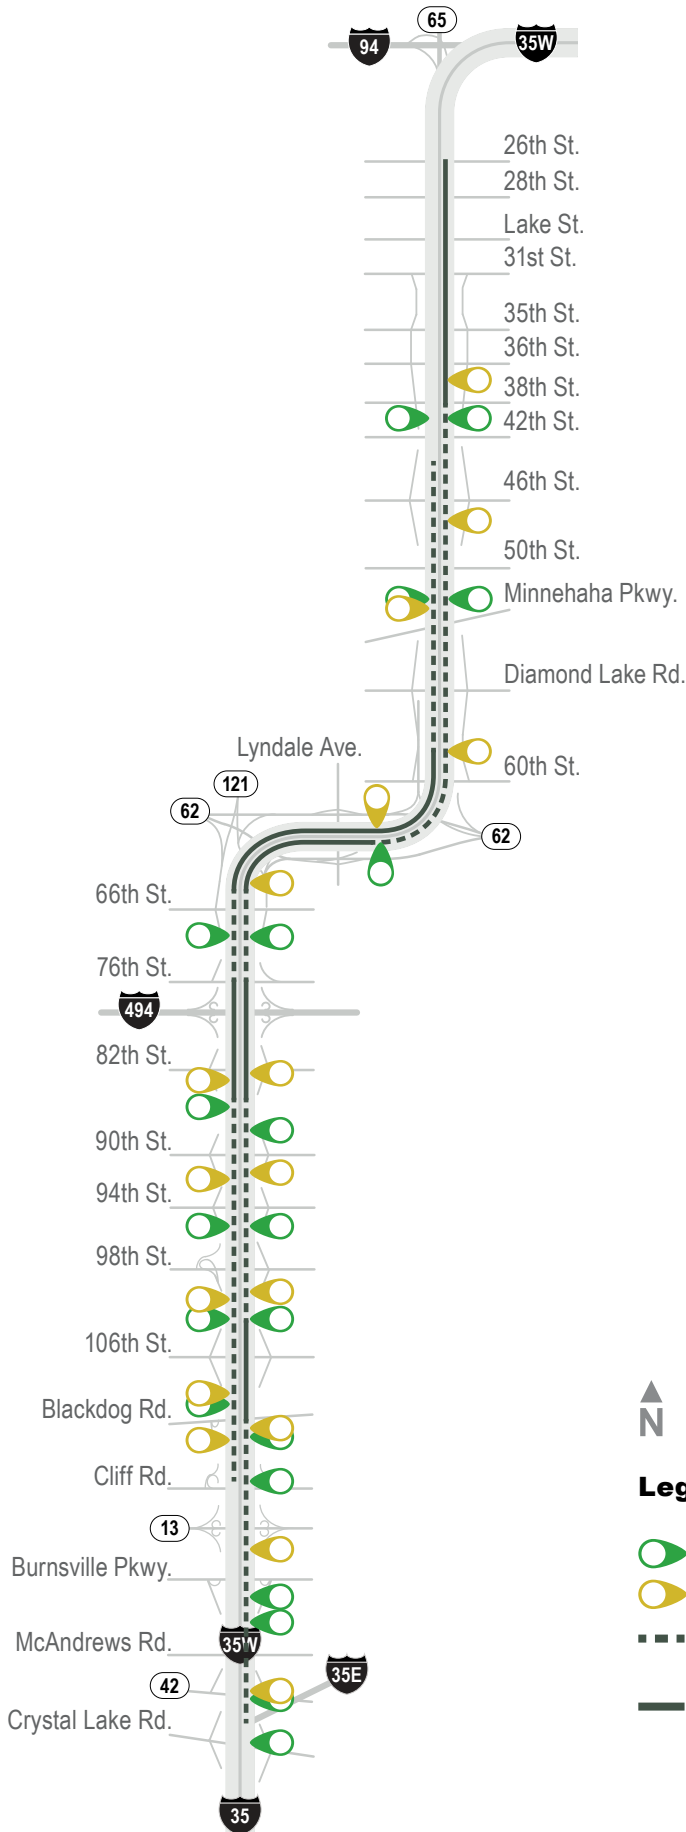 65
94
35W
26th St.
28th St.
Lake St.
31st St.
35th St.
36th St.
38th St.
42th St.
46th St.
50th St.
Minnehaha Pkwy.
Diamond Lake Rd.
Lyndale Ave.
60th St.
121
62
62
66th St.
76th St.
494
82th St.
90th St.
94th St.
98th St.
106th St.
Blackdog Rd.
N
Cliff Rd.
Leg
13
Burnsville Pkwy.
McAndrews Rd.
35W
35E
42
Crystal Lake Rd.
35